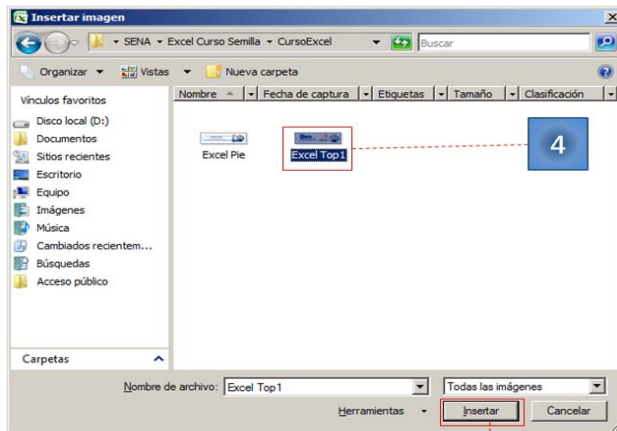 Insertar imagen
SENA Excel Curso Semilla CursoExcel Buscar
Organizar Vistas Nueva carpeta
Vínculos favoritos
Nombre Fecha de captura Etiquetas Tamaño Clasificación
Disco local (D:)
Documentos
Sitios recientes
Escritorio
Equipo
Imágenes
Música
Cambiados recientem...
Búsquedas
Acceso público
Excel Pie
Excel Top1
4
Carpetas
Nombre de archivo: Excel Top1 Todas las imágenes
Herramientas Insertar Cancelar